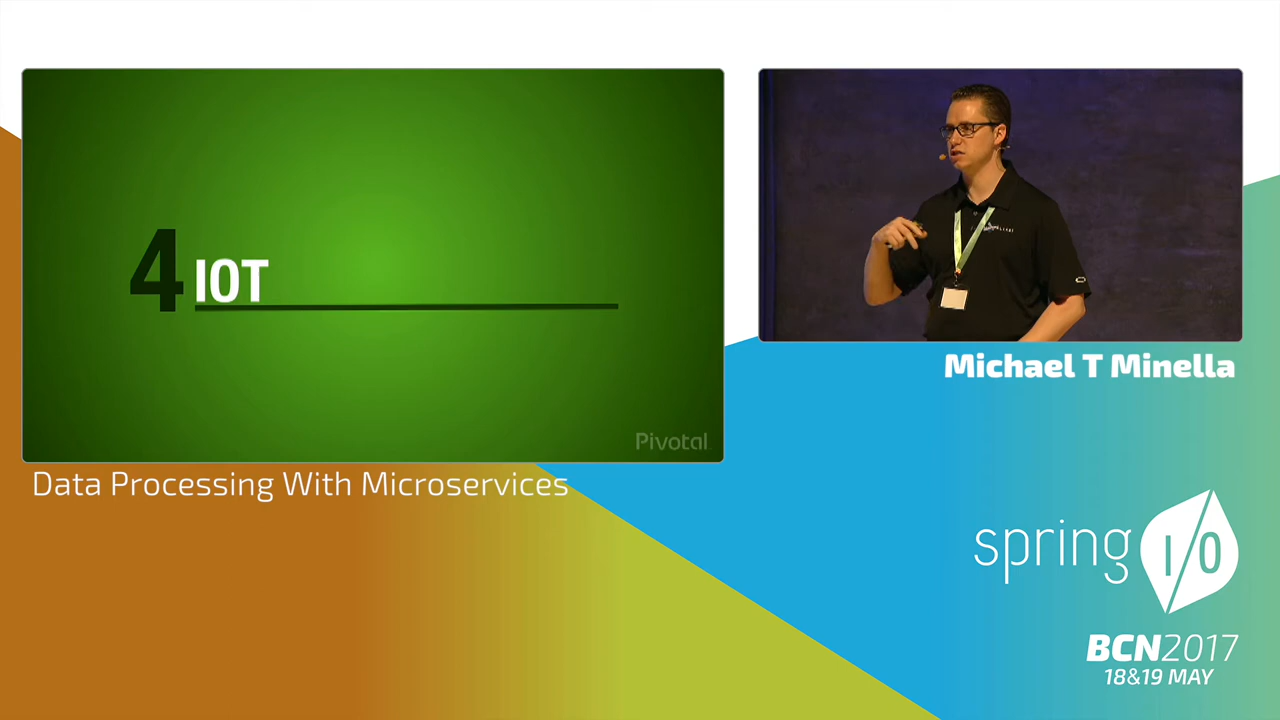 4 IOT
Pivotal
Data Processing With Microservices
Michael T Minella
spring I/O
BCN2017
18&19 MAY